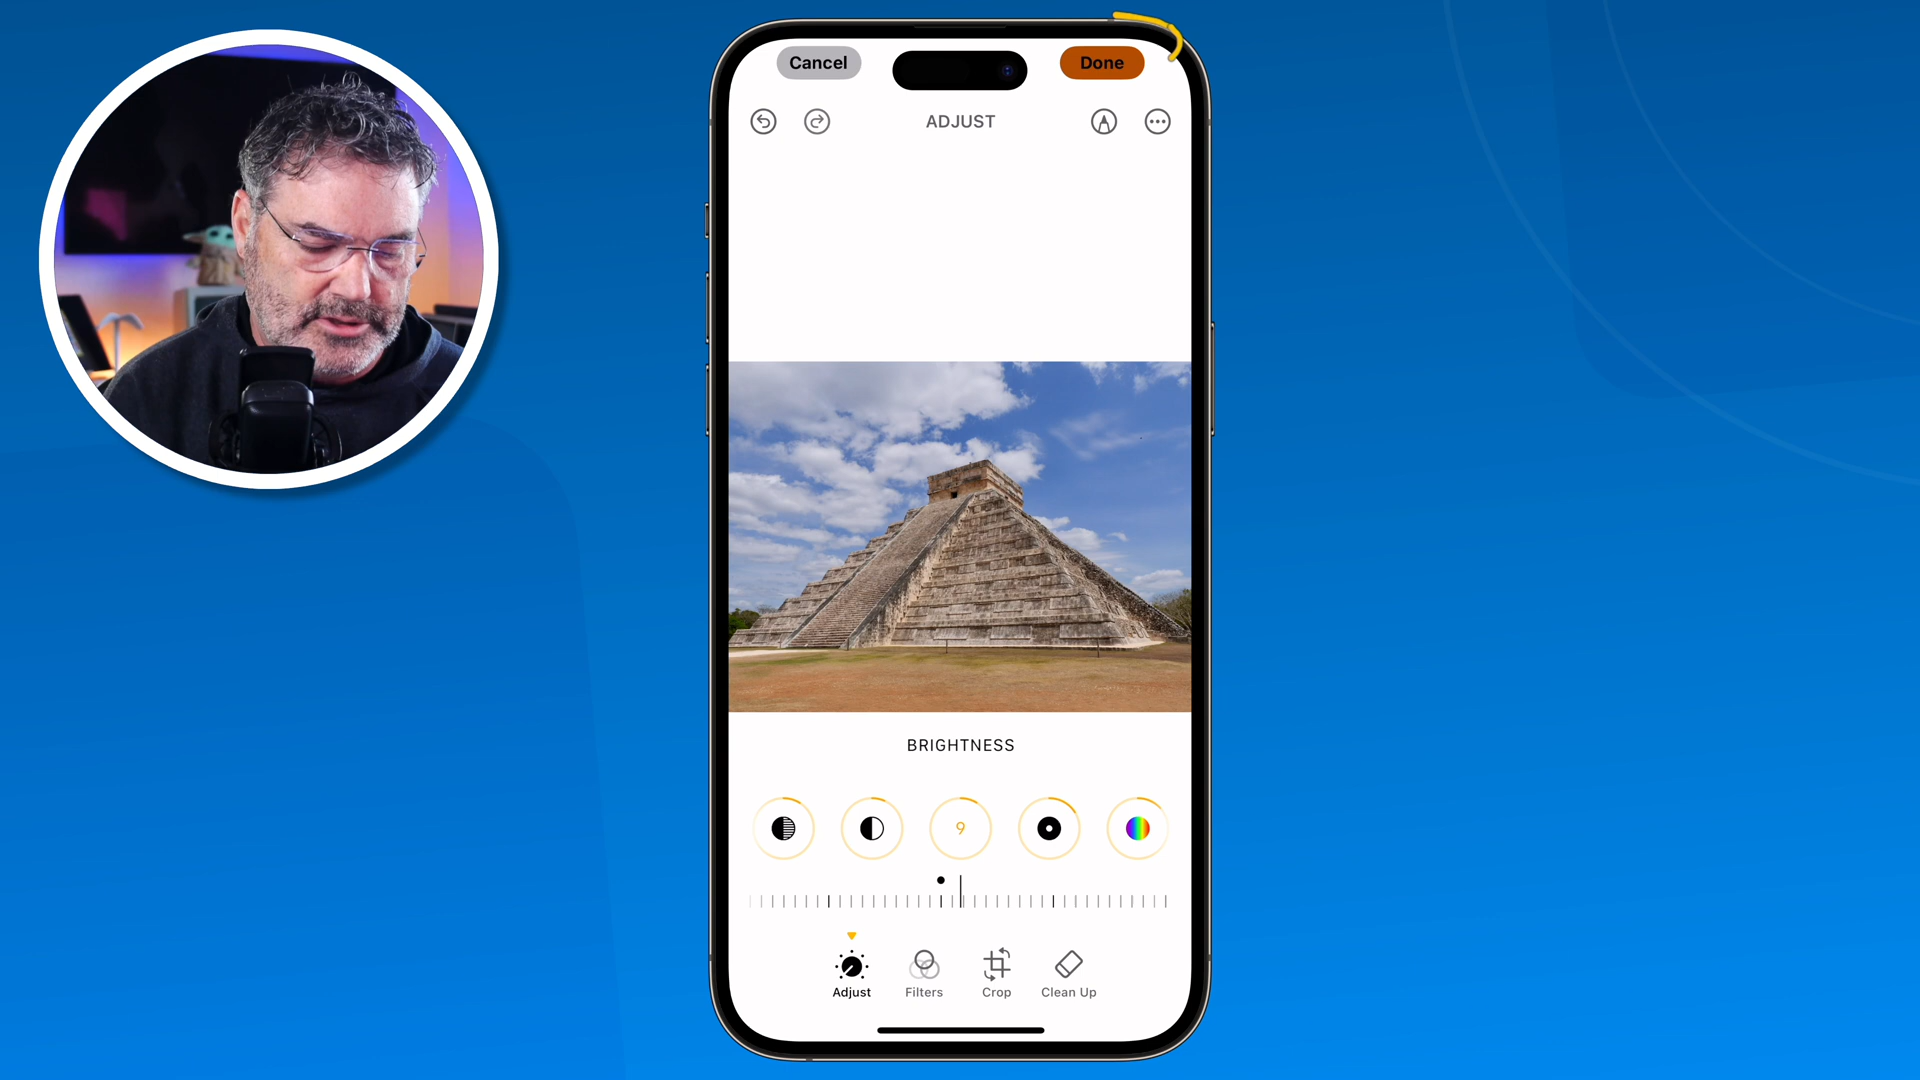 Cancel
Done
ADJUST
BRIGHTNESS
9
Adjust
Filters
Crop
Clean Up